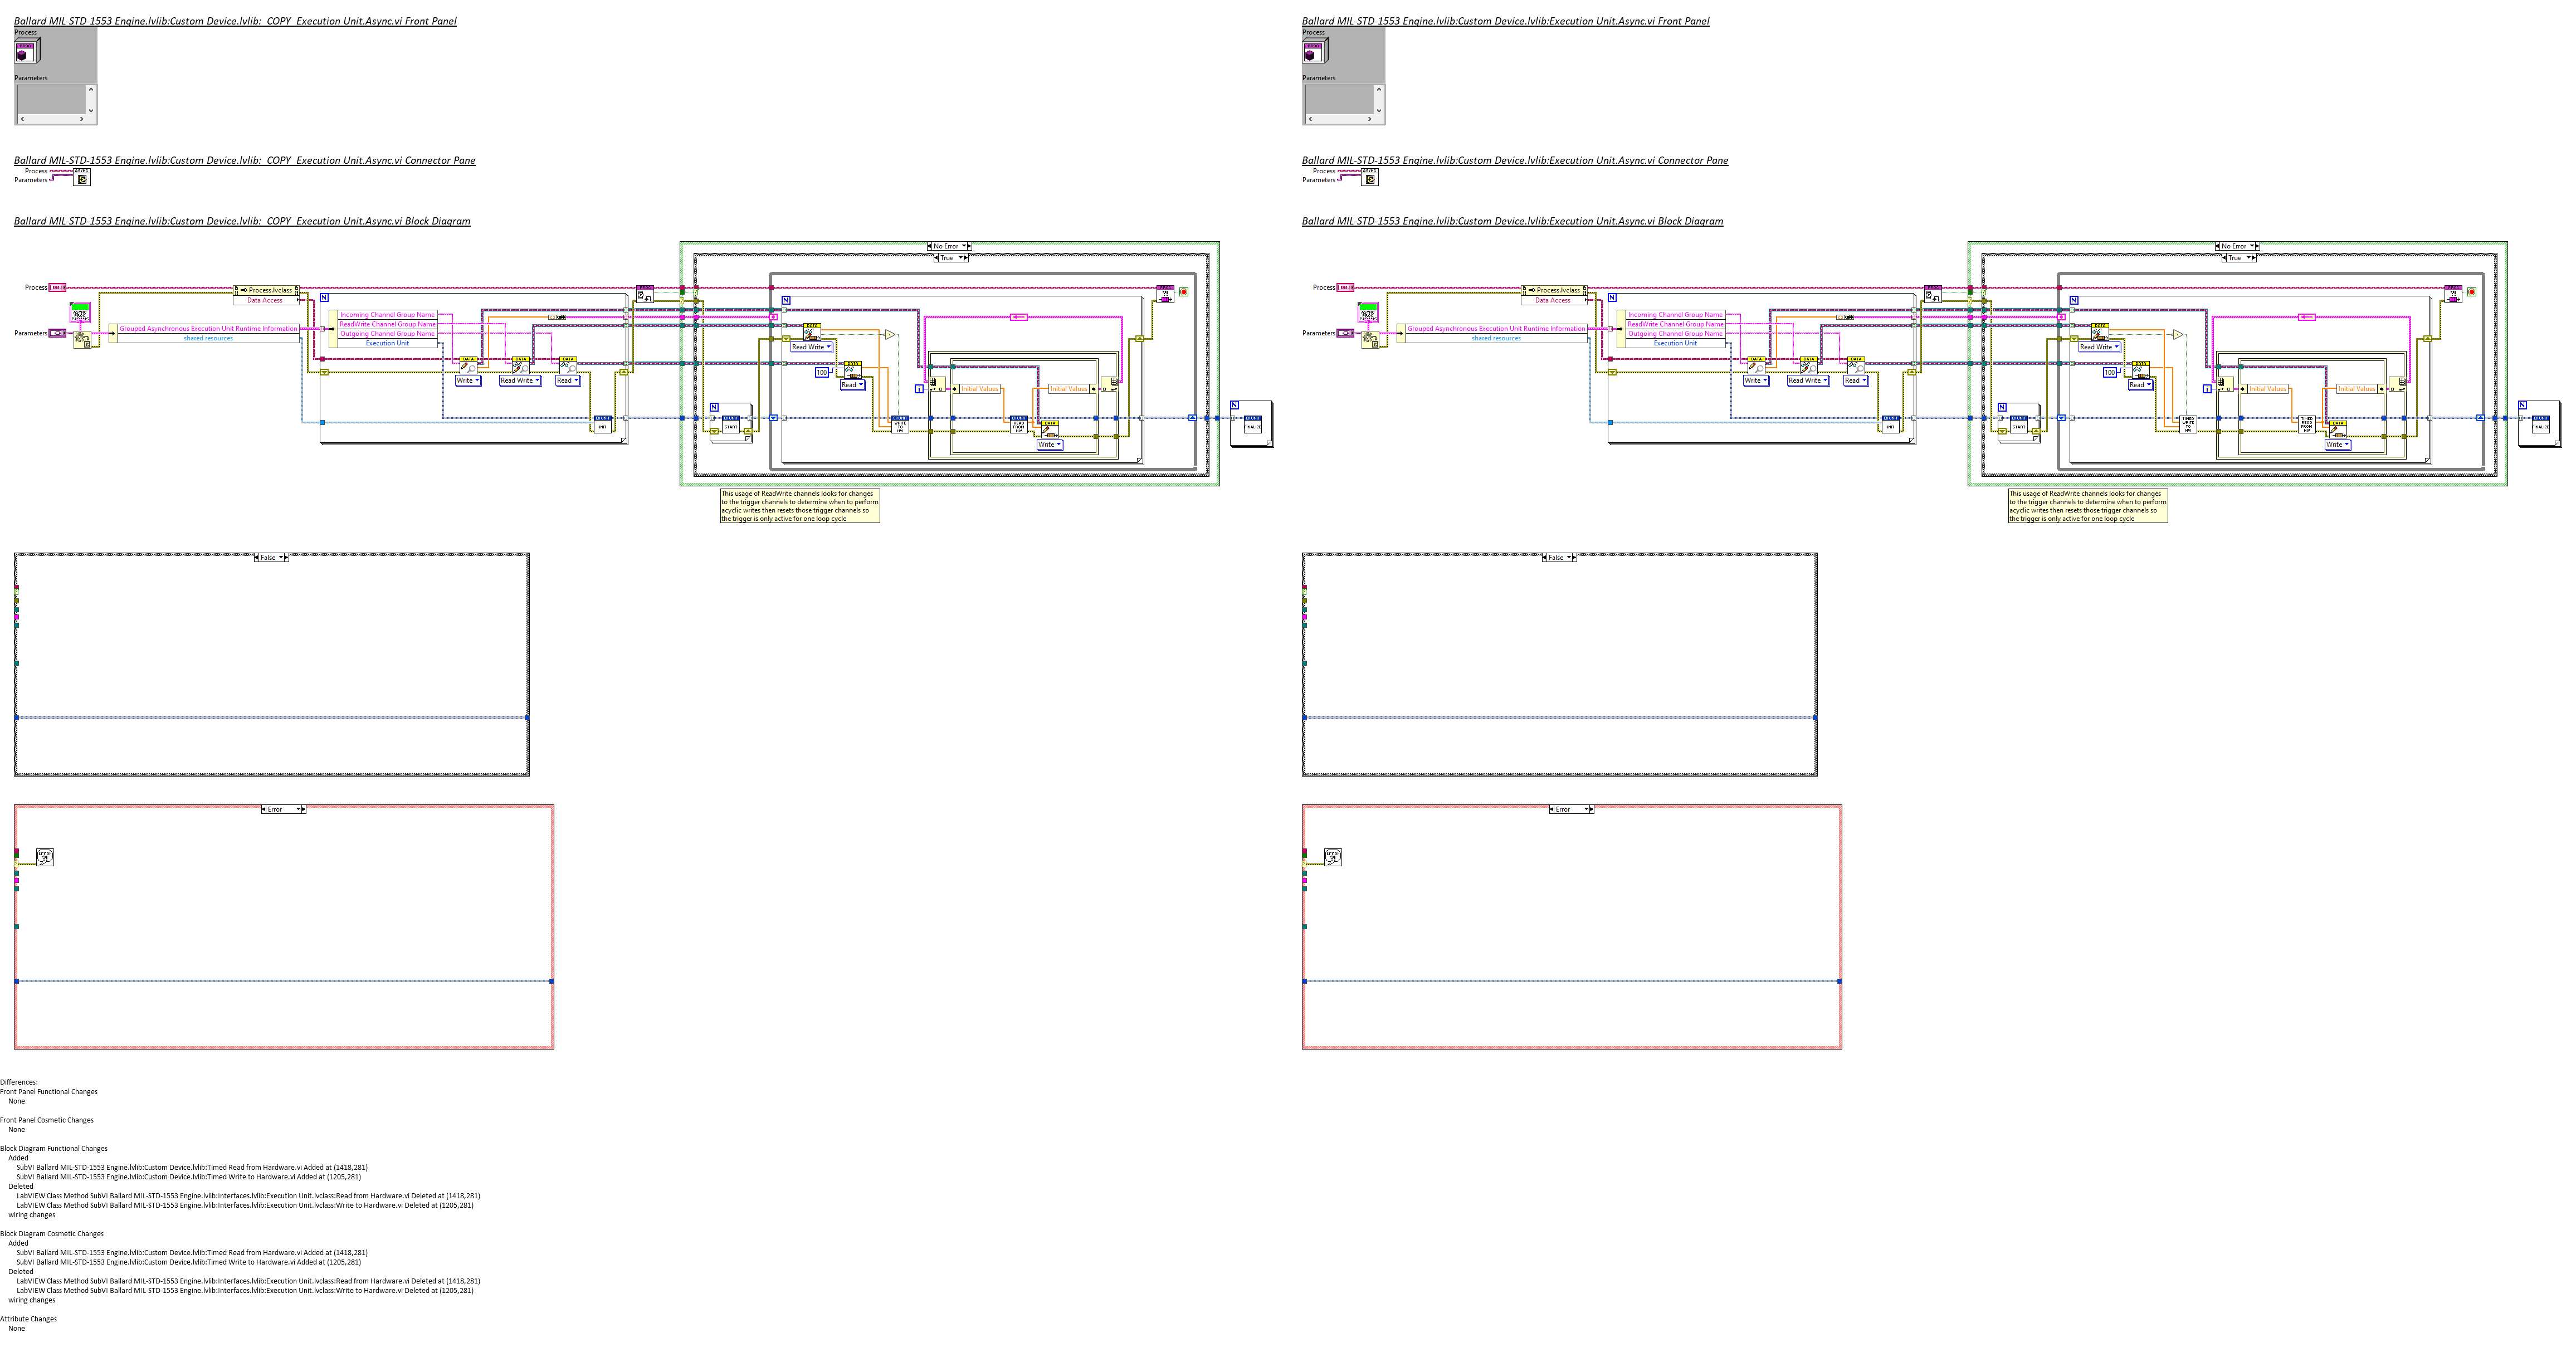 Ballard MIL-STD-1553 Engine.lvlib:Custom Device.lvlib:_COPY_Execution Unit.Async.vi Front Panel
Process
Parameters
Ballard MIL-STD-1553 Engine.lvlib:Custom Device.lvlib:_COPY_Execution Unit.Async.vi Connector Pane
Process
Parameters
Ballard MIL-STD-1553 Engine.lvlib:Custom Device.lvlib:_COPY_Execution Unit.Async.vi Block Diagram
No Error
True
Process
Process.lvclass
Data Access
Parameters
Grouped Asynchronous Execution Unit Runtime Information
shared resources
Incoming Channel Group Name
ReadWrite Channel Group Name
Outgoing Channel Group Name
Execution Unit
Write
Read Write
Read
INIT
START
Read Write
100
Read
WRITE TO HW
Initial Values
READ FROM HW
Initial Values
Write
FINALIZE
This usage of ReadWrite channels looks for changes
to the trigger channels to determine when to perform
acyclic writes then resets those trigger channels so
the trigger is only active for one loop cycle
False
Error
Ballard MIL-STD-1553 Engine.lvlib:Custom Device.lvlib:Execution Unit.Async.vi Front Panel
Process
Parameters
Ballard MIL-STD-1553 Engine.lvlib:Custom Device.lvlib:Execution Unit.Async.vi Connector Pane
Process
Parameters
Ballard MIL-STD-1553 Engine.lvlib:Custom Device.lvlib:Execution Unit.Async.vi Block Diagram
No Error
True
Process
Process.lvclass
Data Access
Parameters
Grouped Asynchronous Execution Unit Runtime Information
shared resources
Incoming Channel Group Name
ReadWrite Channel Group Name
Outgoing Channel Group Name
Execution Unit
Write
Read Write
Read
INIT
START
Read Write
100
Read
TIMED WRITE TO HW
Initial Values
TIMED READ FROM HW
Initial Values
Write
FINALIZE
This usage of ReadWrite channels looks for changes
to the trigger channels to determine when to perform
acyclic writes then resets those trigger channels so
the trigger is only active for one loop cycle
False
Error
Differences:
Front Panel Functional Changes
None
Front Panel Cosmetic Changes
None
Block Diagram Functional Changes
Added
SubVI Ballard MIL-STD-1553 Engine.lvlib:Custom Device.lvlib:Timed Read from Hardware.vi Added at (1418,281)
SubVI Ballard MIL-STD-1553 Engine.lvlib:Custom Device.lvlib:Timed Write to Hardware.vi Added at (1205,281)
Deleted
LabVIEW Class Method SubVI Ballard MIL-STD-1553 Engine.lvlib:Interfaces.lvlib:Execution Unit.lvclass:Read from Hardware.vi Deleted at (1418,281)
LabVIEW Class Method SubVI Ballard MIL-STD-1553 Engine.lvlib:Interfaces.lvlib:Execution Unit.lvclass:Write to Hardware.vi Deleted at (1205,281)
wiring changes
Block Diagram Cosmetic Changes
Added
SubVI Ballard MIL-STD-1553 Engine.lvlib:Custom Device.lvlib:Timed Read from Hardware.vi Added at (1418,281)
SubVI Ballard MIL-STD-1553 Engine.lvlib:Custom Device.lvlib:Timed Write to Hardware.vi Added at (1205,281)
Deleted
LabVIEW Class Method SubVI Ballard MIL-STD-1553 Engine.lvlib:Interfaces.lvlib:Execution Unit.lvclass:Read from Hardware.vi Deleted at (1418,281)
LabVIEW Class Method SubVI Ballard MIL-STD-1553 Engine.lvlib:Interfaces.lvlib:Execution Unit.lvclass:Write to Hardware.vi Deleted at (1205,281)
wiring changes
Attribute Changes
None